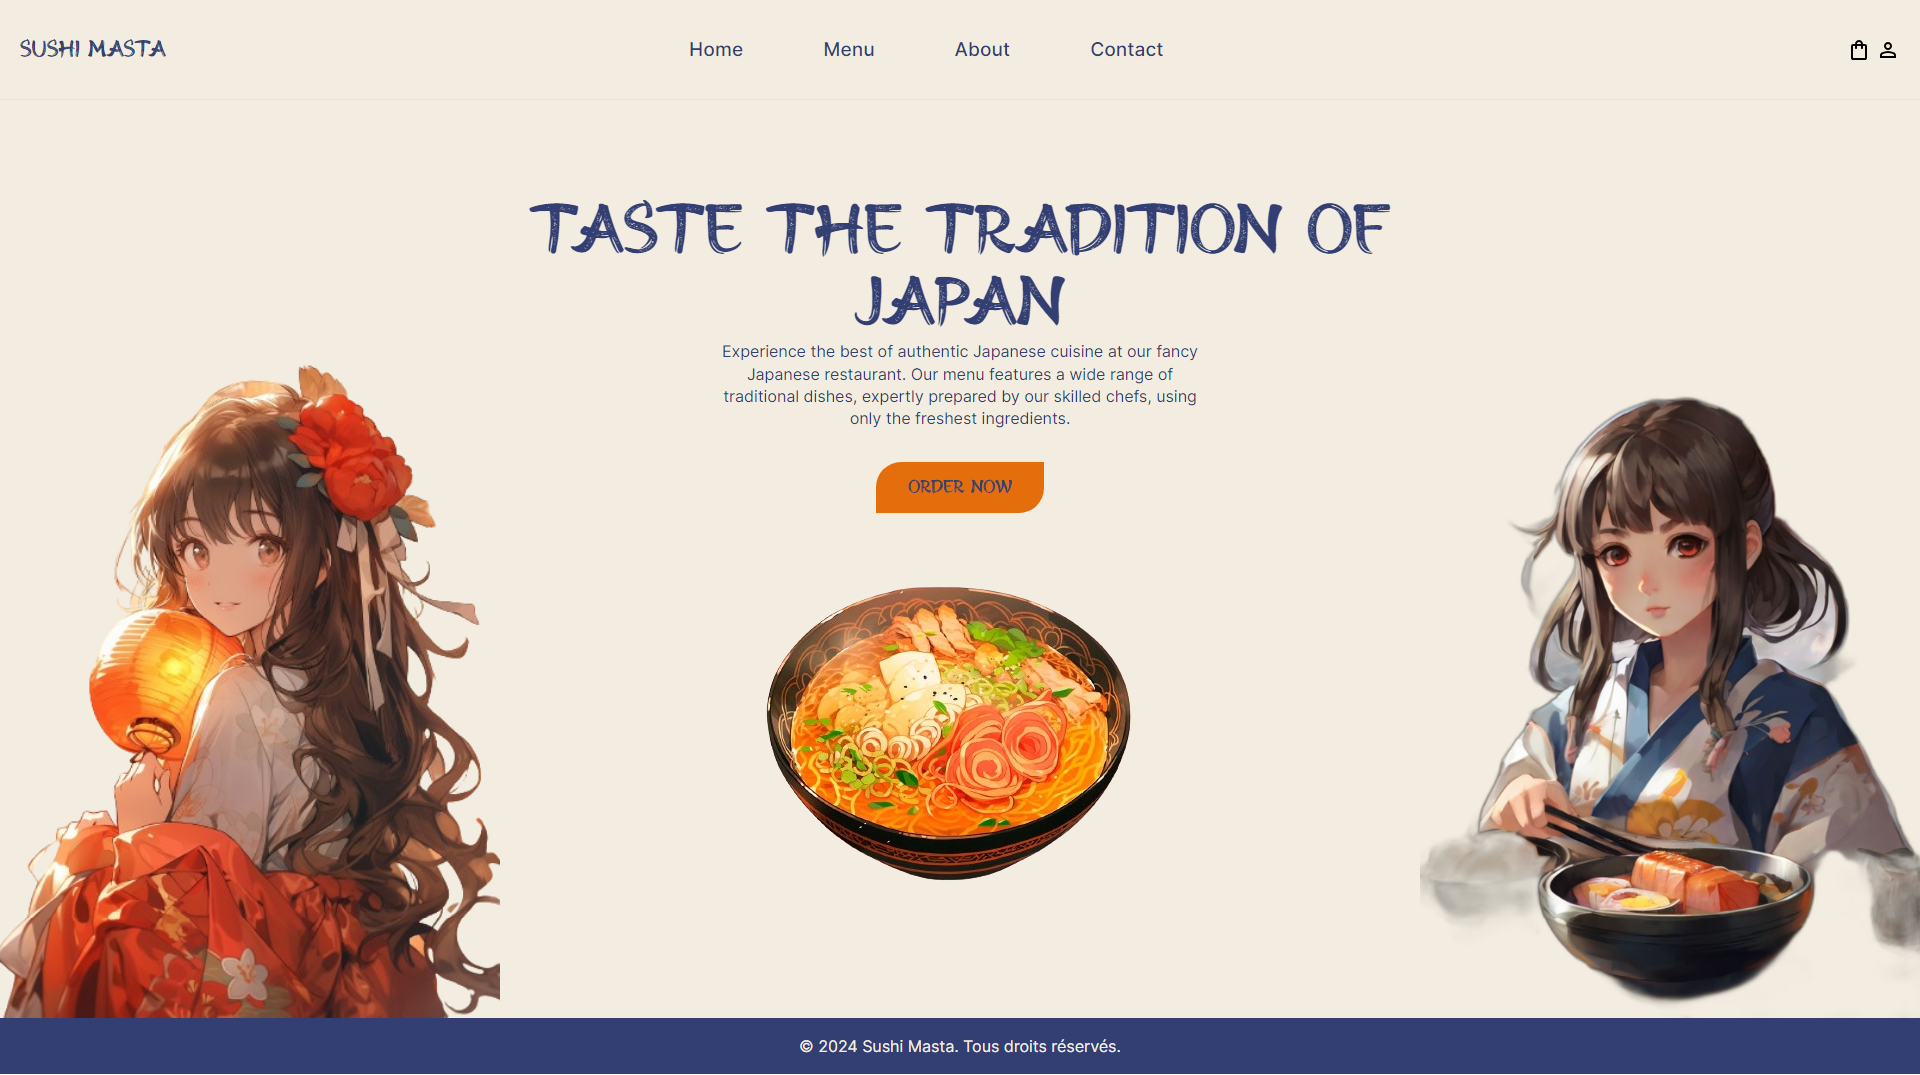 SUSHI MASTA
Home
Menu
About
Contact
TASTE THE TRADITION OF
JAPAN
Experience the best of authentic Japanese cuisine at our fancy
Japanese restaurant. Our menu features a wide range of
traditional dishes, expertly prepared by our skilled chefs, using
only the freshest ingredients.
ORDER NOW
© 2024 Sushi Masta. Tous droits réservés.